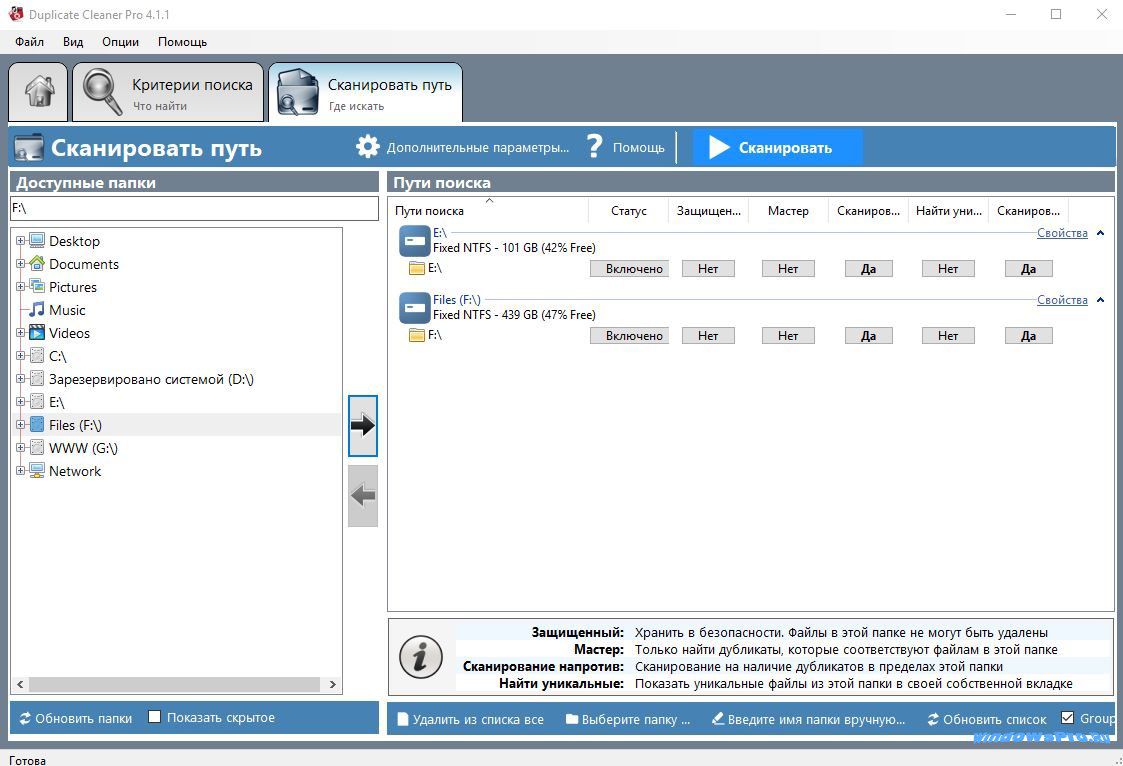 Duplicate Cleaner Pro 4.1.1
Файл Вид Опции Помощь
Критерии поиска
Что найти
Сканировать путь
Где искать
Сканировать путь
Дополнительные параметры...
Помощь
Сканировать
Доступные папки
F:\
Desktop
Documents
Pictures
Music
Videos
C:\
Зарезервировано системой (D:\)
E:\
Files (F:\)
WWW (G:\)
Network
Обновить папки
Показать скрытое
Пути поиска
Пути поиска Статус Защищен... Мастер Сканиров... Найти уни... Сканиров...
E:\ Свойства
Fixed NTFS - 101 GB (42% Free)
E:\ Включено Нет Нет Да Нет Да
Files (F:\) Свойства
Fixed NTFS - 439 GB (47% Free)
F:\ Включено Нет Нет Да Нет Да
Защищенный: Хранить в безопасности. Файлы в этой папке не могут быть удалены
Мастер: Только найти дубликаты, которые соответствуют файлам в этой папке
Сканирование напротив: Сканирование на наличие дубликатов в пределах этой папки
Найти уникальные: Показать уникальные файлы из этой папки в своей собственной вкладке
Удалить из списка все
Выберите папку ...
Введите имя папки вручную...
Обновить список
Group
WindowsPro.Ru
Готова